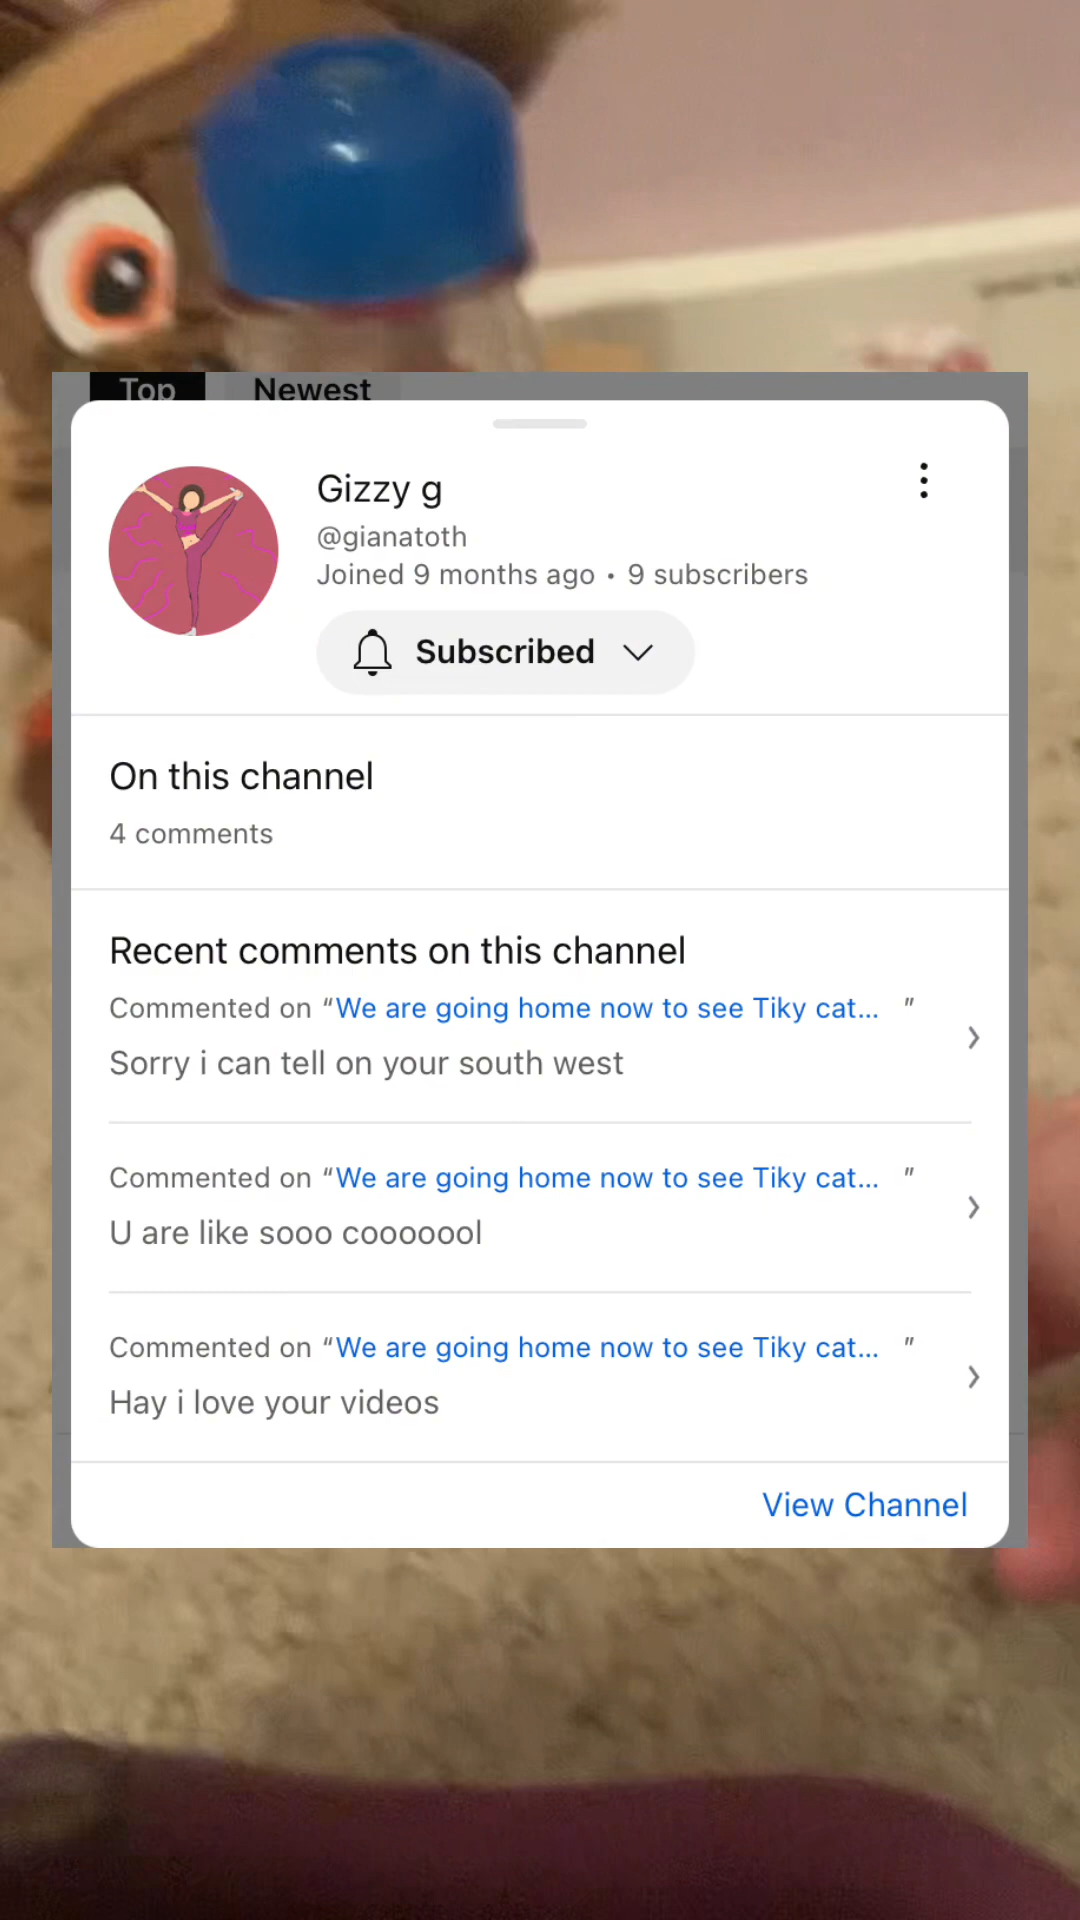 Top Newest
Gizzy g
@gianatoth
Joined 9 months ago • 9 subscribers
Subscribed
On this channel
4 comments
Recent comments on this channel
Commented on “We are going home now to see Tiky cat... ”
Sorry i can tell on your south west
Commented on “We are going home now to see Tiky cat... ”
U are like sooo cooooool
Commented on “We are going home now to see Tiky cat... ”
Hay i love your videos
View Channel